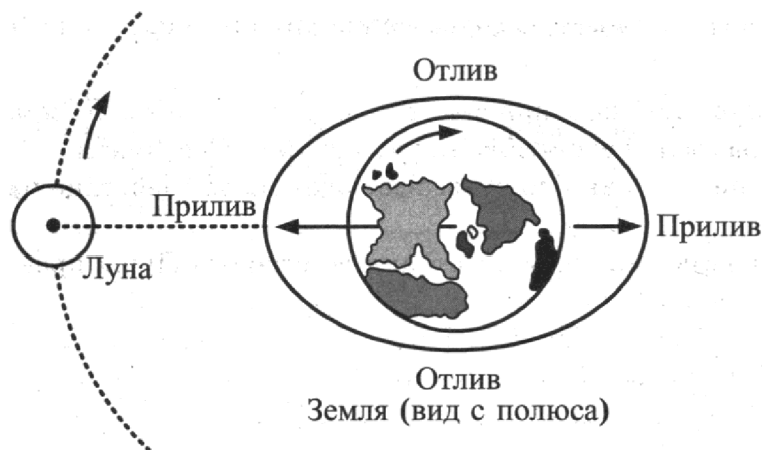 Отлив
Прилив
Прилив
Луна
Отлив
Земля (вид с полюса)